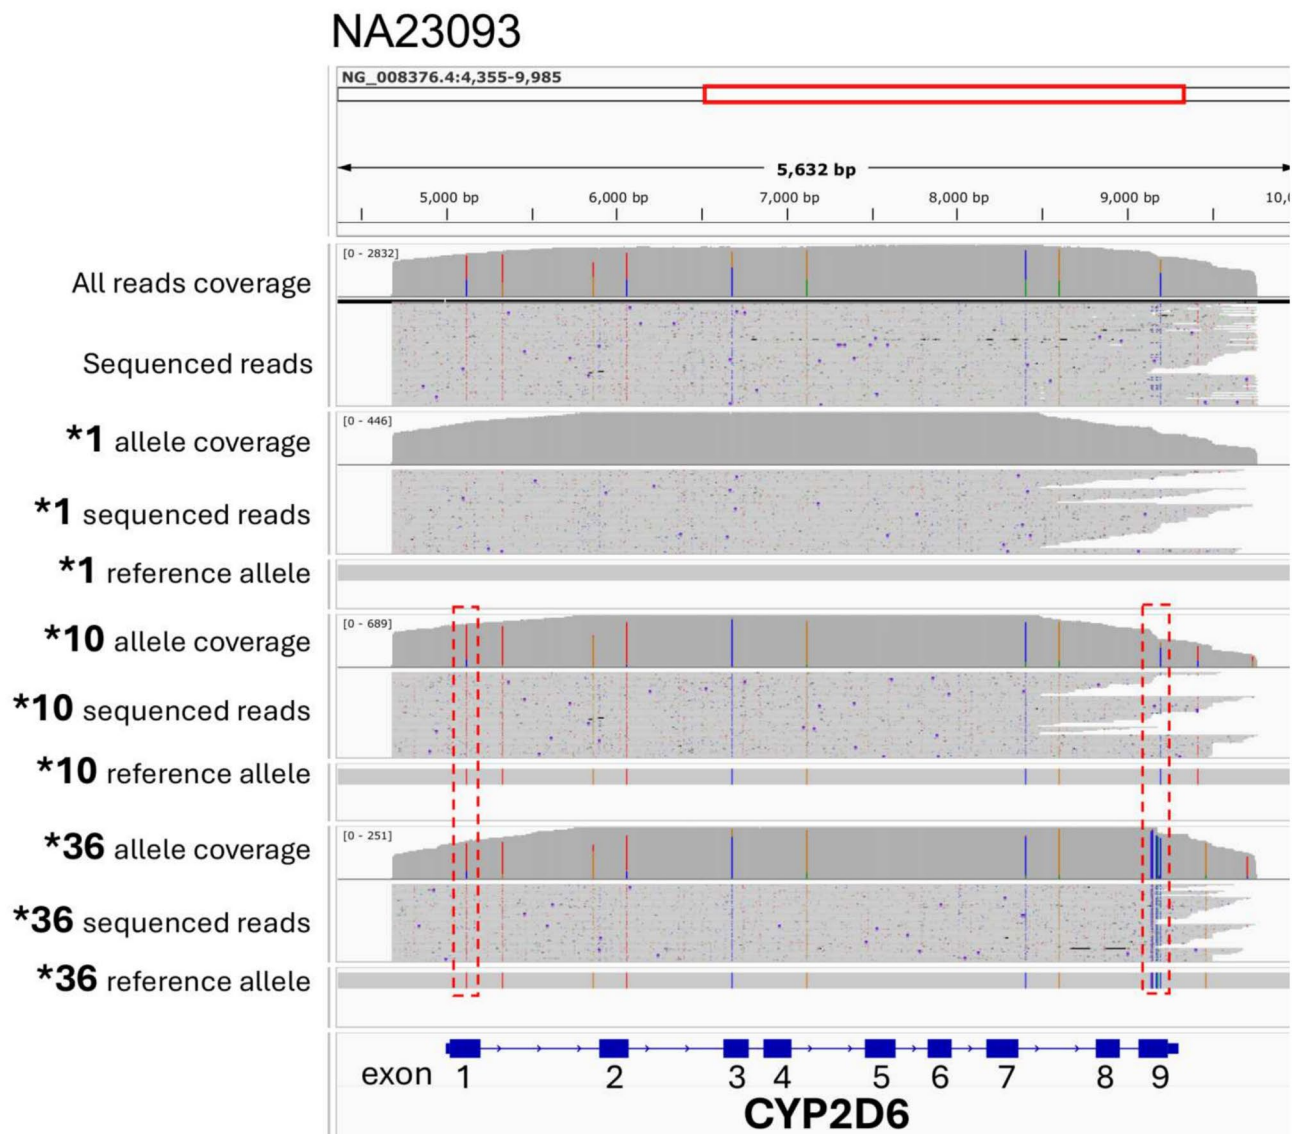 NA23093
NG_008376.4:4,355-9,985
5,632 bp
5,000 bp 6,000 bp 7,000 bp 8,000 bp 9,000 bp 10,0
[0 - 2832]
All reads coverage
Sequenced reads
[0 - 446]
*1 allele coverage
*1 sequenced reads
*1 reference allele
[0 - 689]
*10 allele coverage
*10 sequenced reads
*10 reference allele
[0 - 251]
*36 allele coverage
*36 sequenced reads
*36 reference allele
exon 1 2 3 4 5 6 7 8 9
CYP2D6